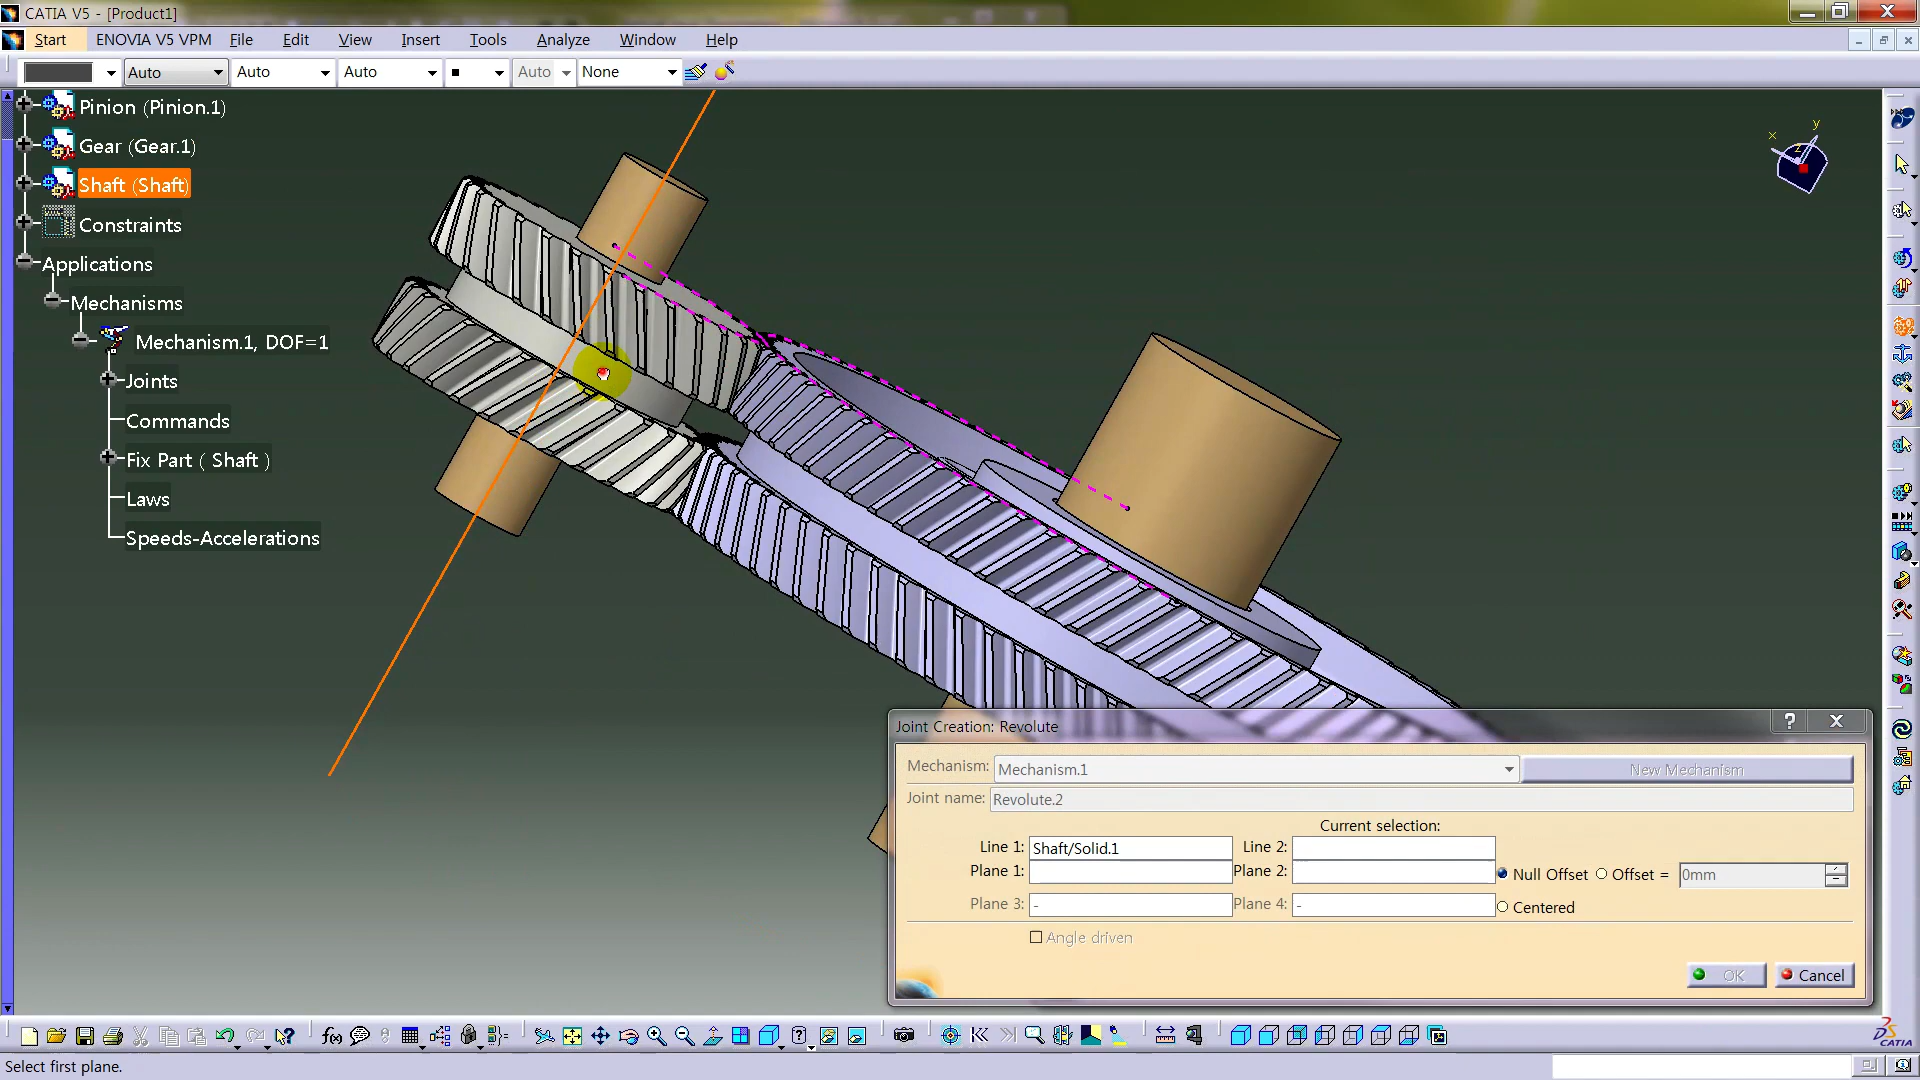 CATIA V5 - [Product1]
Start ENOVIA V5 VPM File Edit View Insert Tools Analyze Window Help
Auto Auto Auto Auto None
Pinion (Pinion.1)
Gear (Gear.1)
Shaft (Shaft)
Constraints
Applications
Mechanisms
Mechanism.1, DOF=1
Joints
Commands
Fix Part ( Shaft )
Laws
Speeds-Accelerations
y
x
z
Joint Creation: Revolute
Mechanism: Mechanism.1 New Mechanism
Joint name: Revolute.2
Current selection:
Line 1: Shaft/Solid.1 Line 2:
Plane 1: Plane 2: Null Offset Offset = 0mm
Plane 3: - Plane 4: - Centered
Angle driven
OK Cancel
f(x)
CATIA
Select first plane.